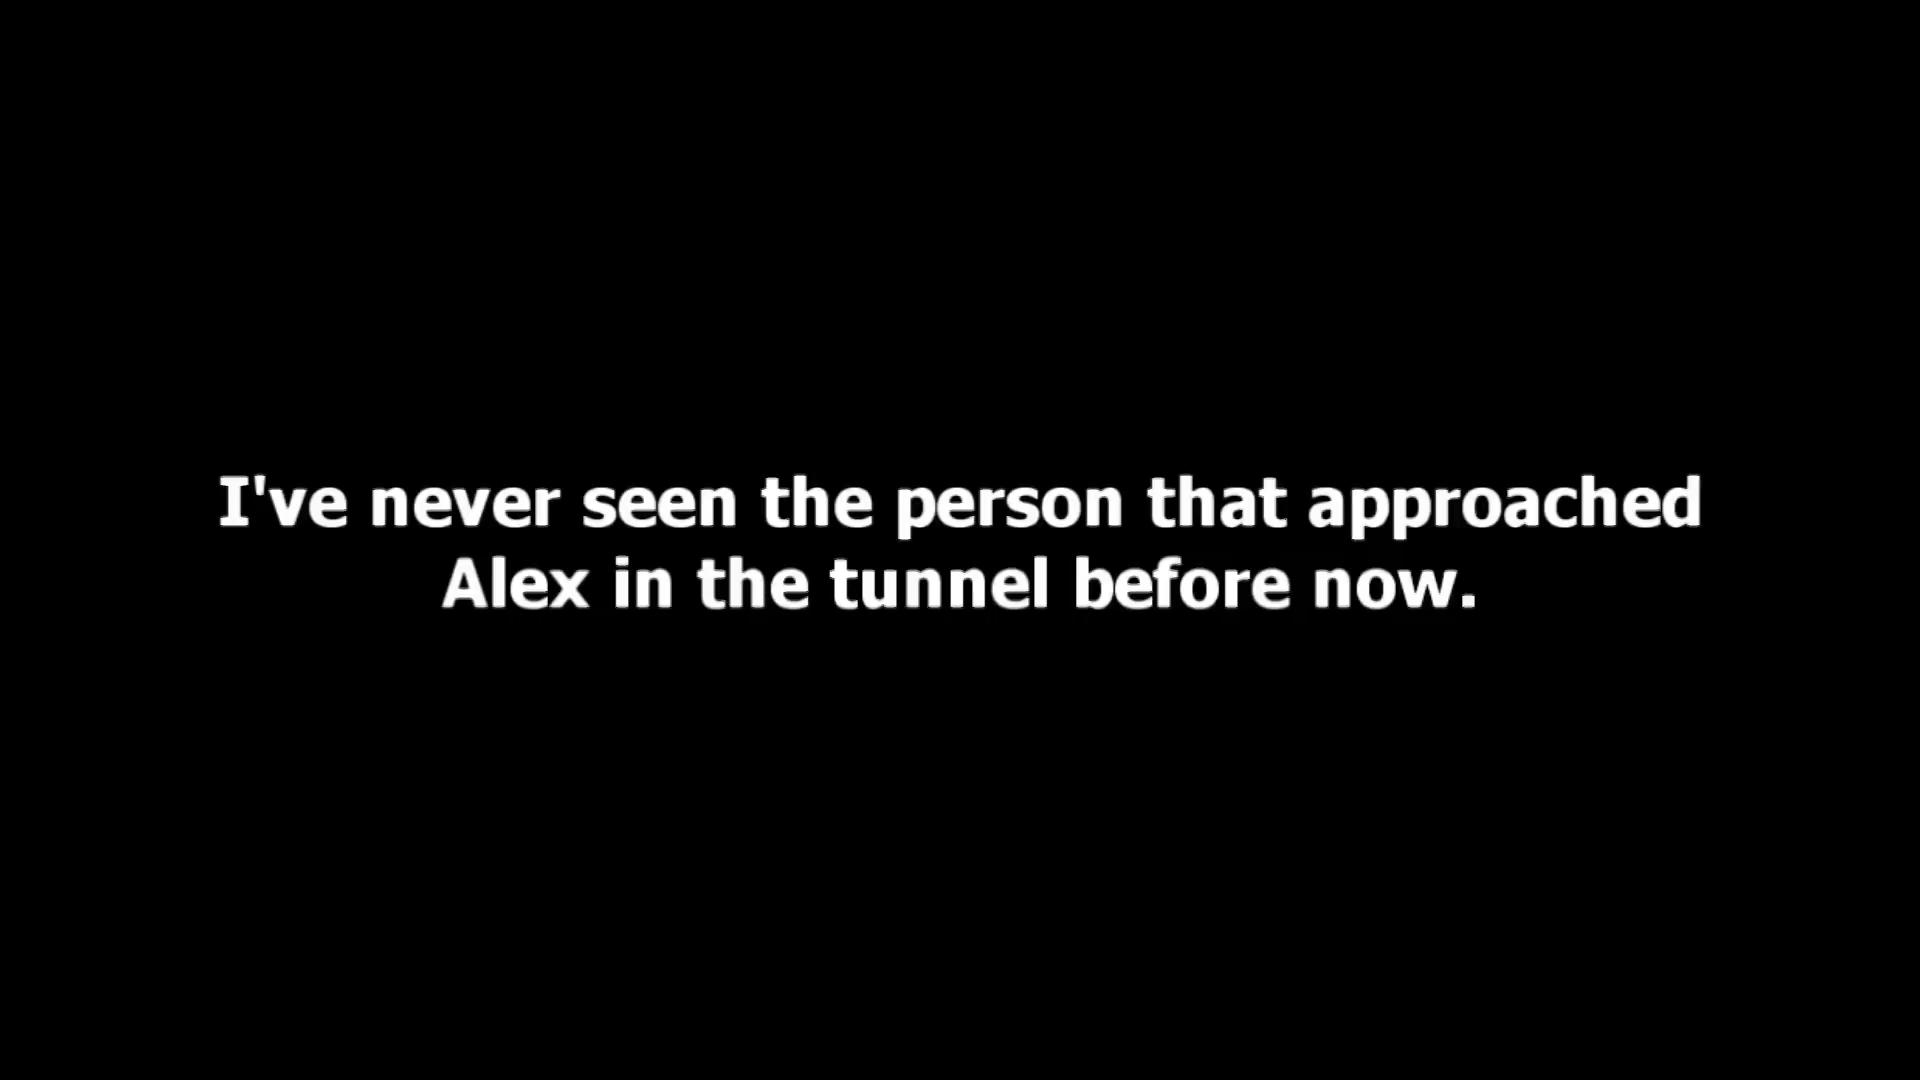 I've never seen the person that approached
Alex in the tunnel before now.